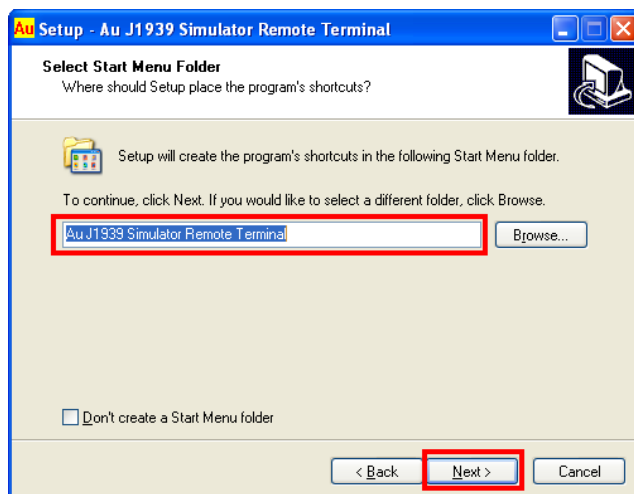 Au Setup - Au J1939 Simulator Remote Terminal
Select Start Menu Folder
Where should Setup place the program's shortcuts?
Setup will create the program's shortcuts in the following Start Menu folder.
To continue, click Next. If you would like to select a different folder, click Browse.
Au J1939 Simulator Remote Terminal
Browse...
Don't create a Start Menu folder
< Back Next > Cancel